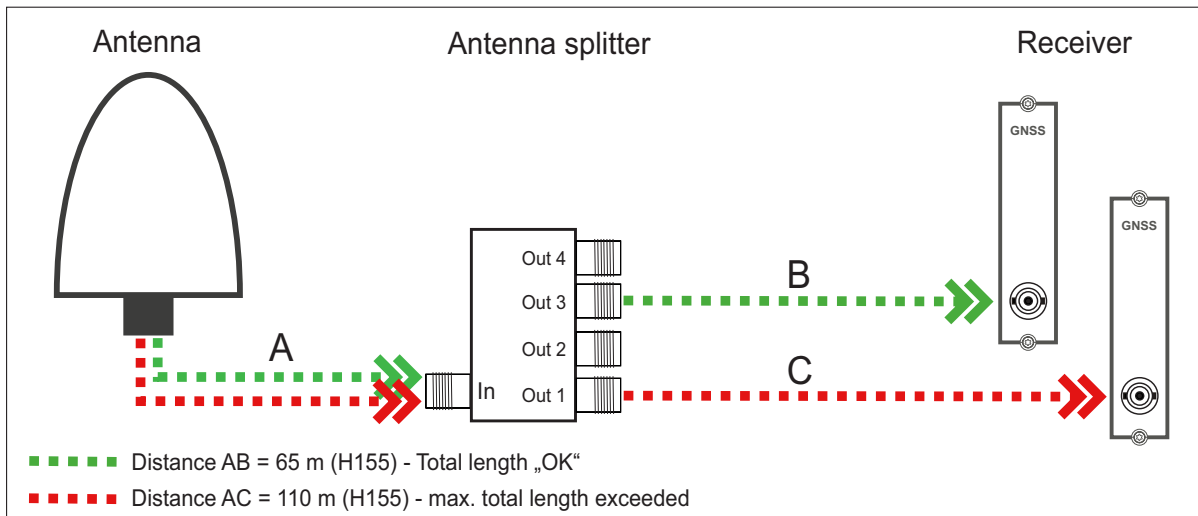 Antenna
Antenna splitter
Receiver
GNSS
GNSS
Out 4
Out 3
B
A
Out 2
C
In
Out 1
Distance AB = 65 m (H155) - Total length „OK“
Distance AC = 110 m (H155) - max. total length exceeded